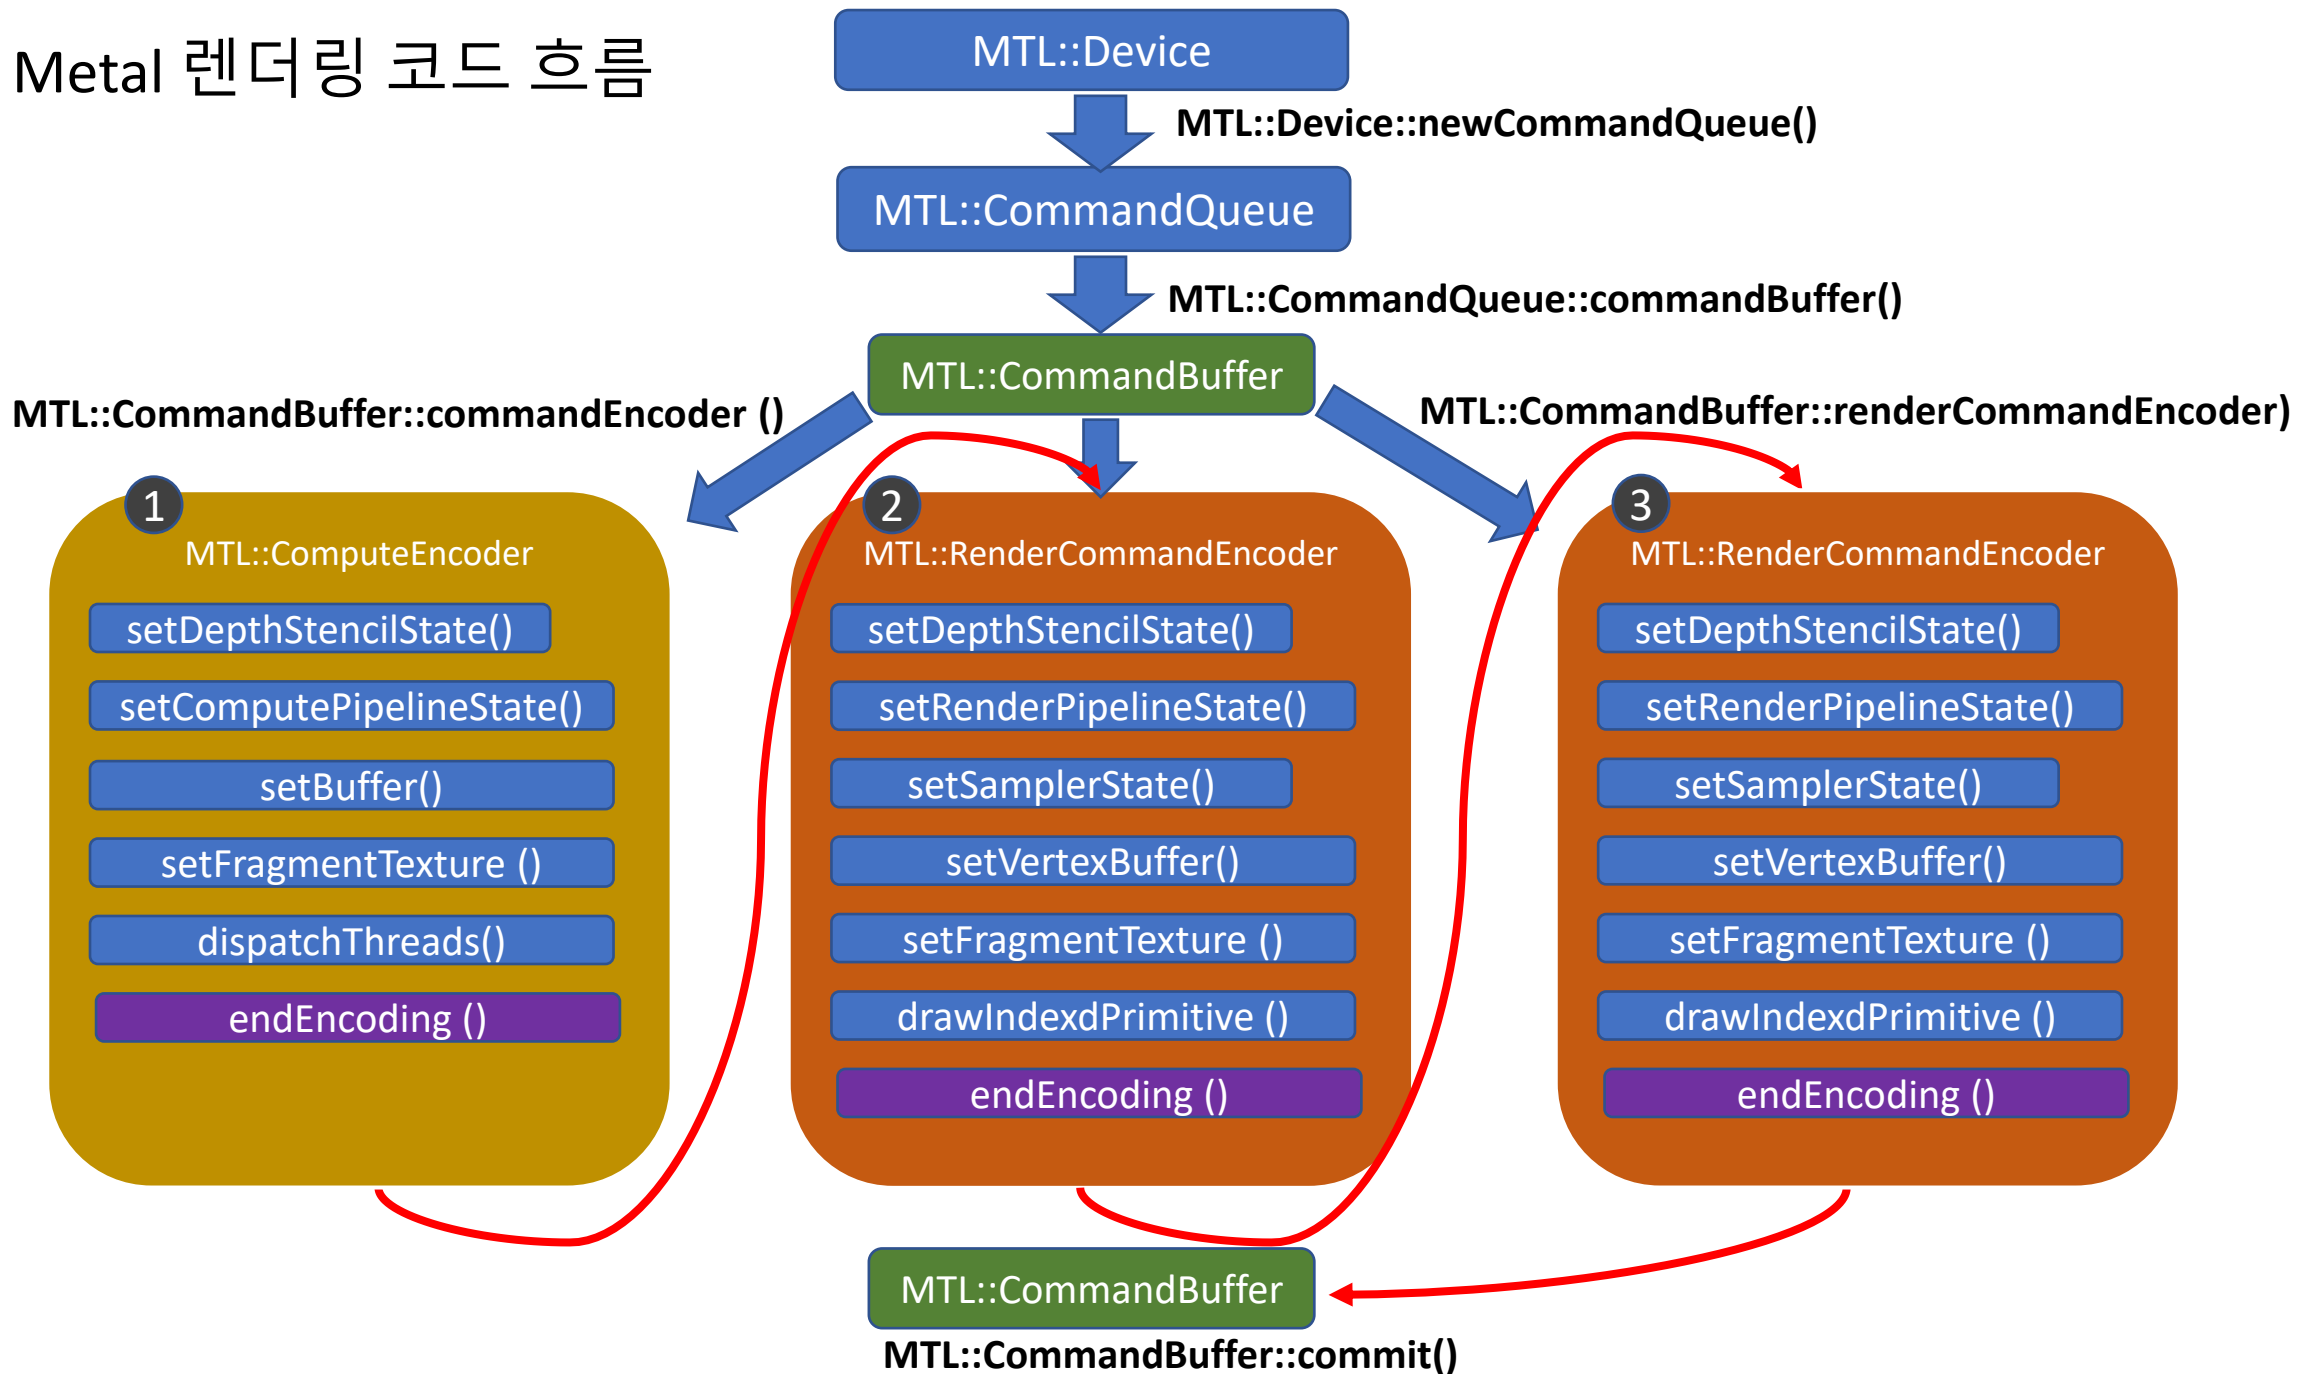 Metal 렌더링 코드 흐름
MTL::Device
MTL::Device::newCommandQueue()
MTL::CommandQueue
MTL::CommandQueue::commandBuffer()
MTL::CommandBuffer
MTL::CommandBuffer::commandEncoder ()
MTL::CommandBuffer::renderCommandEncoder)
1
MTL::ComputeEncoder
setDepthStencilState()
setComputePipelineState()
setBuffer()
setFragmentTexture ()
dispatchThreads()
endEncoding ()
2
MTL::RenderCommandEncoder
setDepthStencilState()
setRenderPipelineState()
setSamplerState()
setVertexBuffer()
setFragmentTexture ()
drawIndexdPrimitive ()
endEncoding ()
3
MTL::RenderCommandEncoder
setDepthStencilState()
setRenderPipelineState()
setSamplerState()
setVertexBuffer()
setFragmentTexture ()
drawIndexdPrimitive ()
endEncoding ()
MTL::CommandBuffer
MTL::CommandBuffer::commit()